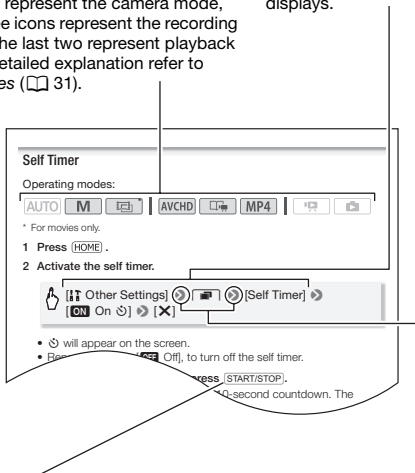 represent the camera mode,
e icons represent the recording
he last two represent playback
etailed explanation refer to
es (31).
displays.
Self Timer
Operating modes:
AUTO M * AVCHD MP4
* For movies only.
1 Press HOME.
2 Activate the self timer.
[Other Settings] [Self Timer]
[ON On] [X]
• will appear on the screen.
• Off], to turn off the self timer.
press START/STOP.
10-second countdown. The